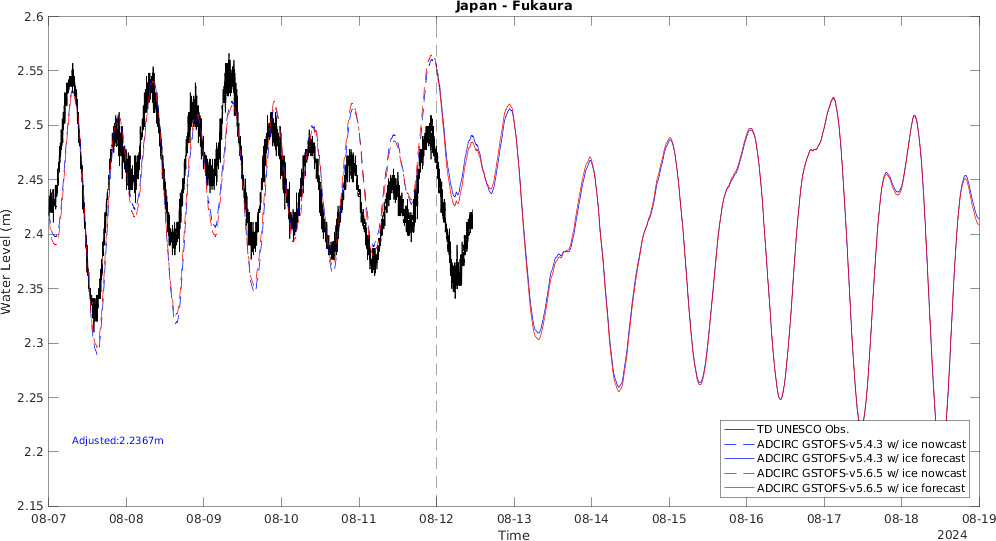 Japan - Fukaura
2.6
2.55
2.5
2.45
2.4
2.35
2.3
2.25
2.2
2.15
Water Level (m)
Adjusted:2.2367m
TD UNESCO Obs.
ADCIRC GSTOFS-v5.4.3 w/ ice nowcast
ADCIRC GSTOFS-v5.4.3 w/ ice forecast
ADCIRC GSTOFS-v5.6.5 w/ ice nowcast
ADCIRC GSTOFS-v5.6.5 w/ ice forecast
08-07 08-08 08-09 08-10 08-11 08-12 08-13 08-14 08-15 08-16 08-17 08-18 08-19
Time
2024